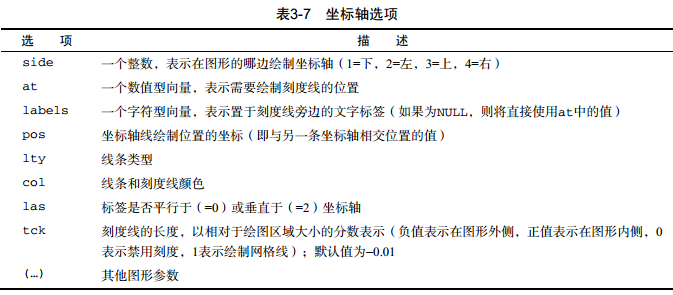 表3-7 坐标轴选项
选 项 描 述
side 一个整数，表示在图形的哪边绘制坐标轴（1=下，2=左，3=上，4=右）
at 一个数值型向量，表示需要绘制刻度线的位置
labels 一个字符型向量，表示置于刻度线旁边的文字标签（如果为NULL，则将直接使用at中的值）
pos 坐标轴线绘制位置的坐标（即与另一条坐标轴相交位置的值）
lty 线条类型
col 线条和刻度线颜色
las 标签是否平行于（=0）或垂直于（=2）坐标轴
tck 刻度线的长度，以相对于绘图区域大小的分数表示（负值表示在图形外侧，正值表示在图形内侧，0
表示禁用刻度，1表示绘制网格线）；默认值为–0.01
(…) 其他图形参数